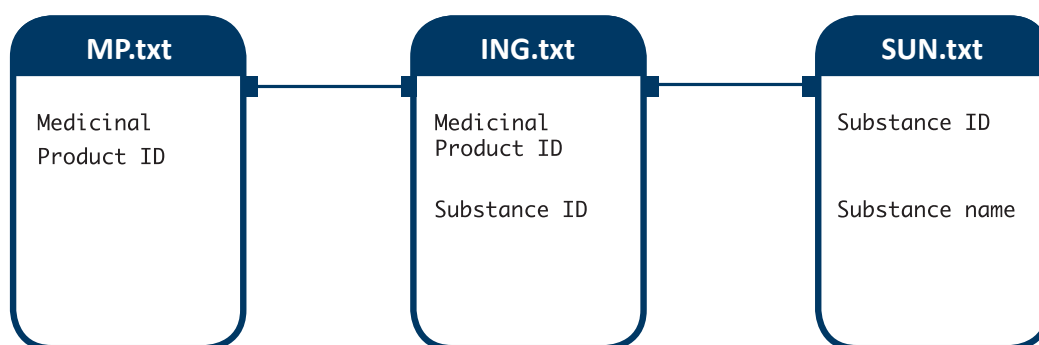 MP.txt
Medicinal
Product ID
ING.txt
Medicinal
Product ID
Substance ID
SUN.txt
Substance ID
Substance name